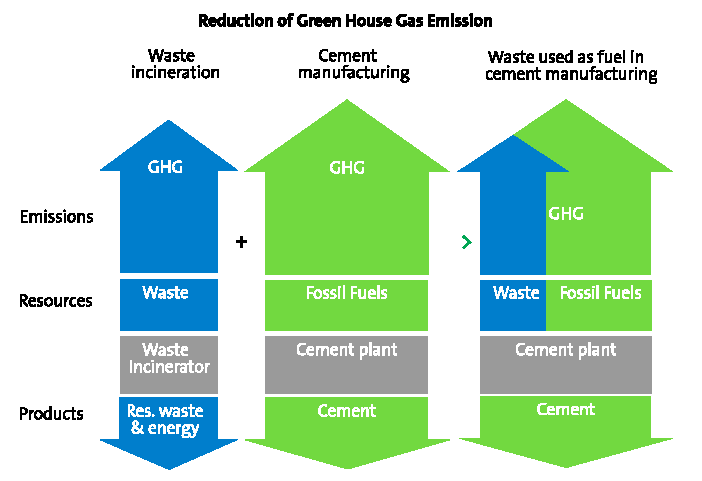 Reduction of Green House Gas Emission
Waste
incineration
Cement
manufacturing
Waste used as fuel in
cement manufacturing
GHG
GHG
Emissions
GHG
+
>
Resources
Waste
Fossil Fuels
Waste
Fossil Fuels
Waste
Incinerator
Cement plant
Cement plant
Products
Res. waste
& energy
Cement
Cement